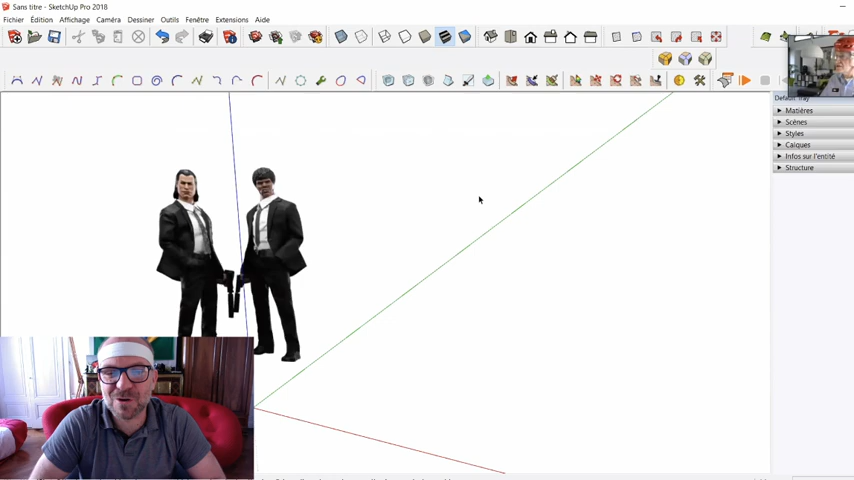 Sans titre - SketchUp Pro 2018
Fichier Édition Affichage Caméra Dessiner Outils Fenêtre Extensions Aide
Default Tray
Matières
Scènes
Styles
Calques
Infos sur l'entité
Structure